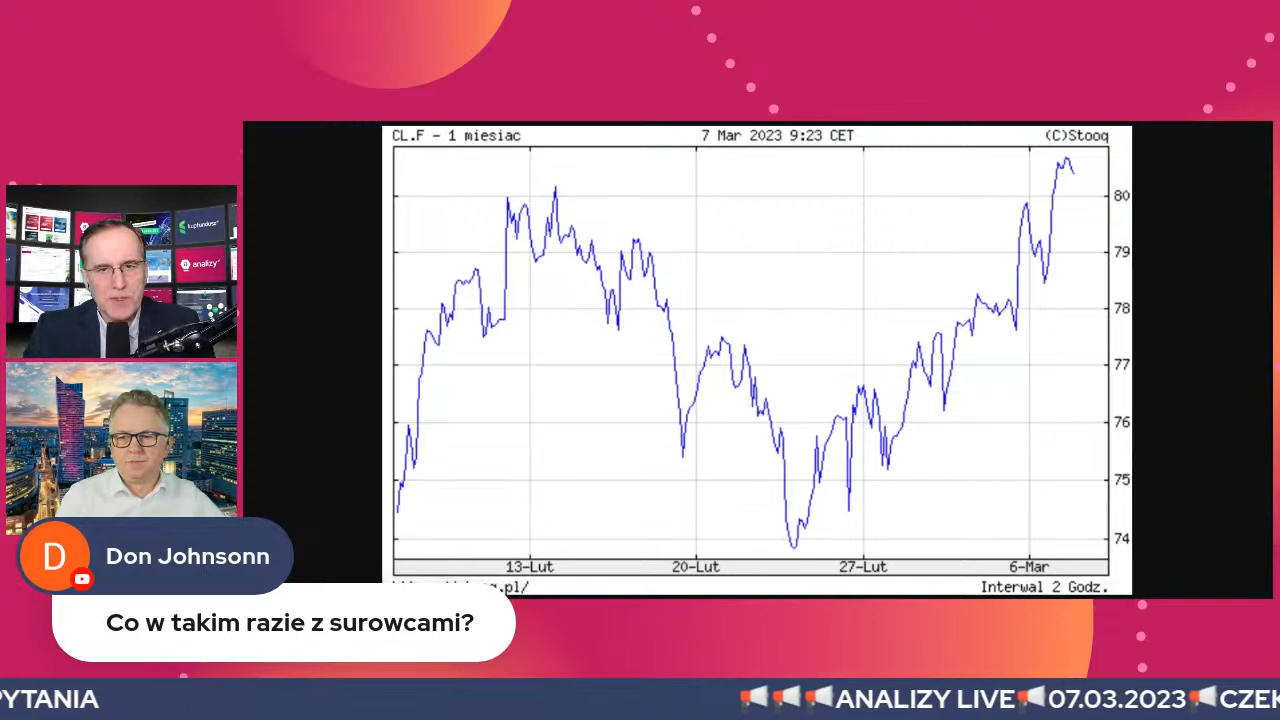 CL.F - 1 miesiac
7 Mar 2023 9:23 CET
(C)Stooq
80
79
78
77
76
75
74
13-Lut
20-Lut
27-Lut
6-Mar
Interwal 2 Godz.
kupfundusz
analizy
D
Don Johnsonn
Co w takim razie z surowcami?
PYTANIA
ANALIZY LIVE
07.03.2023
CZEK